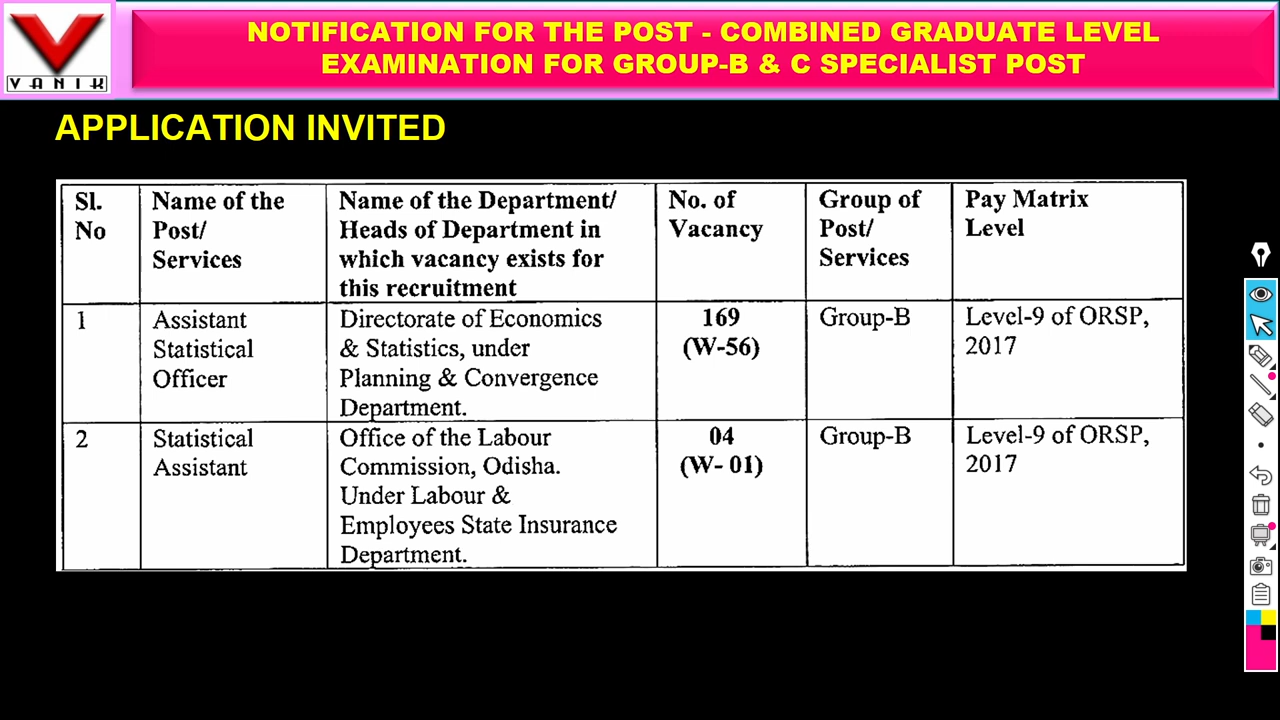 VANIK
NOTIFICATION FOR THE POST - COMBINED GRADUATE LEVEL
EXAMINATION FOR GROUP-B & C SPECIALIST POST
APPLICATION INVITED
Sl.
No
Name of the
Post/
Services
Name of the Department/
Heads of Department in
which vacancy exists for
this recruitment
No. of
Vacancy
Group of
Post/
Services
Pay Matrix
Level
1
Assistant
Statistical
Officer
Directorate of Economics
& Statistics, under
Planning & Convergence
Department.
169
(W-56)
Group-B
Level-9 of ORSP,
2017
2
Statistical
Assistant
Office of the Labour
Commission, Odisha.
Under Labour &
Employees State Insurance
Department.
04
(W- 01)
Group-B
Level-9 of ORSP,
2017